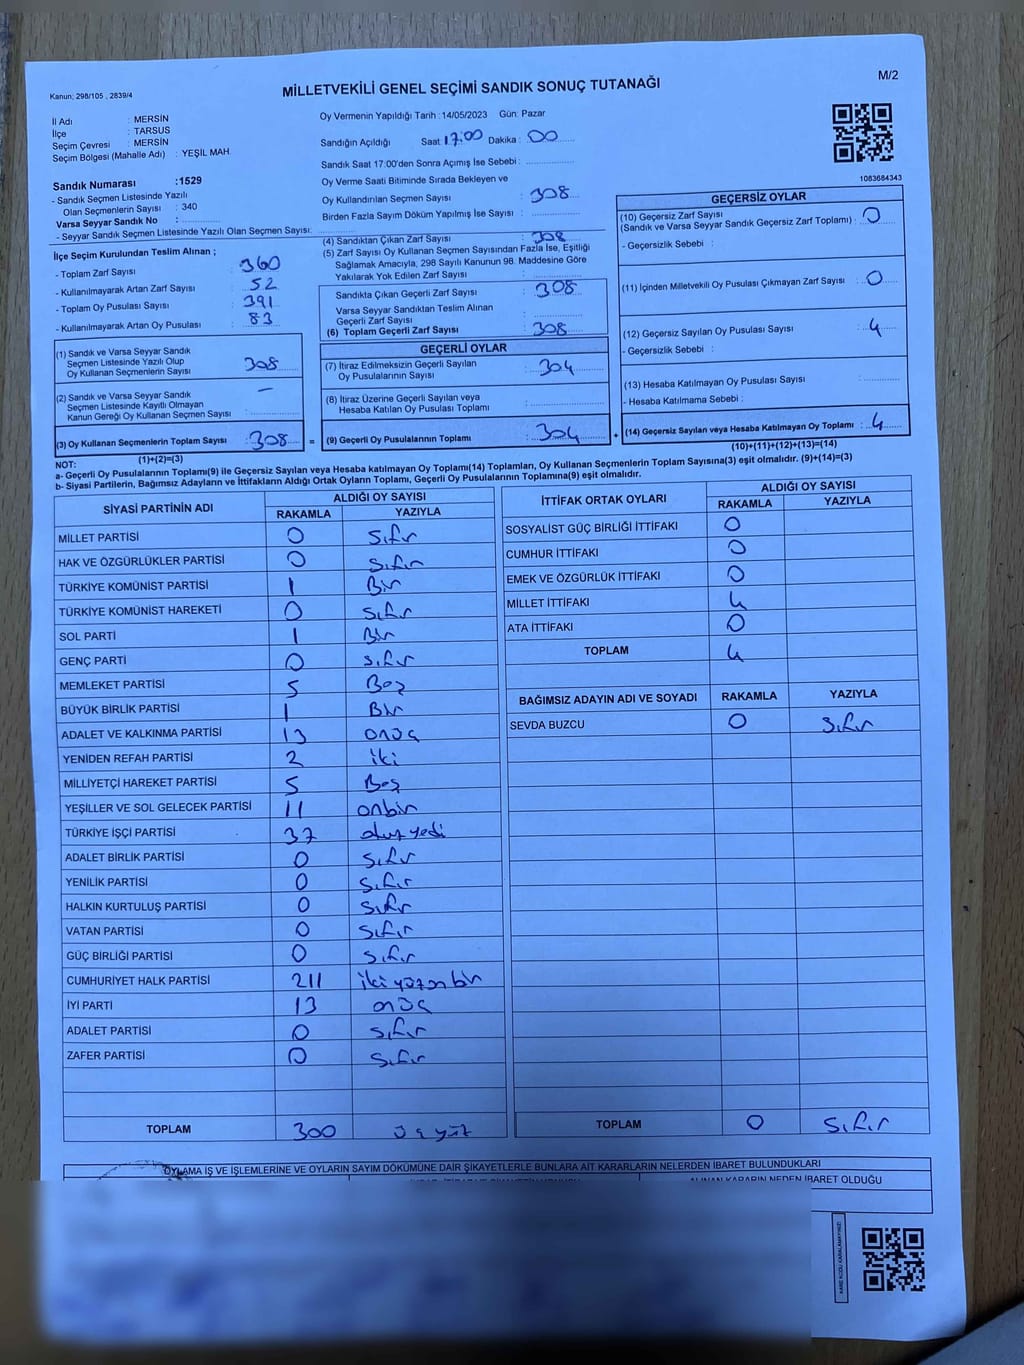 M/2
Kanun; 298/105 , 2839/4
MİLLETVEKİLİ GENEL SEÇİMİ SANDIK SONUÇ TUTANAĞI
İl Adı : MERSİN
İlçe : TARSUS
Seçim Çevresi : MERSİN
Seçim Bölgesi (Mahalle Adı) : YEŞİL MAH.
Sandık Numarası :1529
- Sandık Seçmen Listesinde Yazılı
Olan Seçmenlerin Sayısı : 340
Varsa Seyyar Sandık No :
- Seyyar Sandık Seçmen Listesinde Yazılı Olan Seçmen Sayısı:
Oy Vermenin Yapıldığı Tarih :14/05/2023 Gün: Pazar
Sandığın Açıldığı Saat 17:00 Dakika : 00
Sandık Saat 17:00'den Sonra Açımış İse Sebebi :
Oy Verme Saati Bitiminde Sırada Bekleyen ve
Oy Kullandırılan Seçmen Sayısı : 308
Birden Fazla Sayım Döküm Yapılmış İse Sayısı :
1083684343
İlçe Seçim Kurulundan Teslim Alınan ;
- Toplam Zarf Sayısı : 360
- Kullanılmayarak Artan Zarf Sayısı : 52
- Toplam Oy Pusulası Sayısı : 391
- Kullanılmayarak Artan Oy Pusulası : 83
(4) Sandıktan Çıkan Zarf Sayısı : 308
(5) Zarf Sayısı Oy Kullanan Seçmen Sayısından Fazla İse, Eşitliği
Sağlamak Amacıyla, 298 Sayılı Kanunun 98. Maddesine Göre
Yakılarak Yok Edilen Zarf Sayısı :
Sandıkta Çıkan Geçerli Zarf Sayısı : 308
Varsa Seyyar Sandıktan Teslim Alınan
Geçerli Zarf Sayısı :
(6) Toplam Geçerli Zarf Sayısı : 308
GEÇERSİZ OYLAR
(10) Geçersiz Zarf Sayısı
(Sandık ve Varsa Seyyar Sandık Geçersiz Zarf Toplamı) : 0
- Geçersizlik Sebebi :
(11) İçinden Milletvekili Oy Pusulası Çıkmayan Zarf Sayısı : 0
(12) Geçersiz Sayılan Oy Pusulası Sayısı : 4
- Geçersizlik Sebebi :
(13) Hesaba Katılmayan Oy Pusulası Sayısı :
- Hesaba Katılmama Sebebi :
(14) Geçersiz Sayılan veya Hesaba Katılmayan Oy Toplamı : 4
(10)+(11)+(12)+(13)=(14)
(1) Sandık ve Varsa Seyyar Sandık
Seçmen Listesinde Yazılı Olup
Oy Kullanan Seçmenlerin Sayısı : 308
(2) Sandık ve Varsa Seyyar Sandık
Seçmen Listesinde Kayıtlı Olmayan
Kanun Gereği Oy Kullanan Seçmen Sayısı : —
(3) Oy Kullanan Seçmenlerin Toplam Sayısı : 308 =
(1)+(2)=(3)
GEÇERLİ OYLAR
(7) İtiraz Edilmeksizin Geçerli Sayılan
Oy Pusulalarının Sayısı : 304
(8) İtiraz Üzerine Geçerli Sayılan veya
Hesaba Katılan Oy Pusulası Toplamı :
(9) Geçerli Oy Pusulalarının Toplamı : 304 +
NOT:
a- Geçerli Oy Pusulalarının Toplamı(9) ile Geçersiz Sayılan veya Hesaba katılmayan Oy Toplamı(14) Toplamları, Oy Kullanan Seçmenlerin Toplam Sayısına(3) eşit olmalıdır. (9)+(14)=(3)
b- Siyasi Partilerin, Bağımsız Adayların ve İttifakların Aldığı Ortak Oyların Toplamı, Geçerli Oy Pusulalarının Toplamına(9) eşit olmalıdır.
SİYASİ PARTİNİN ADI ALDIĞI OY SAYISI
RAKAMLA YAZIYLA
MİLLET PARTİSİ 0 Sıfır
HAK VE ÖZGÜRLÜKLER PARTİSİ 0 Sıfır
TÜRKİYE KOMÜNİST PARTİSİ 1 Bir
TÜRKİYE KOMÜNİST HAREKETİ 0 Sıfır
SOL PARTİ 1 Bir
GENÇ PARTİ 0 Sıfır
MEMLEKET PARTİSİ 5 Beş
BÜYÜK BİRLİK PARTİSİ 1 Bir
ADALET VE KALKINMA PARTİSİ 13 onüç
YENİDEN REFAH PARTİSİ 2 iki
MİLLİYETÇİ HAREKET PARTİSİ 5 Beş
YEŞİLLER VE SOL GELECEK PARTİSİ 11 onbir
TÜRKİYE İŞÇİ PARTİSİ 37 otuz yedi
ADALET BİRLİK PARTİSİ 0 Sıfır
YENİLİK PARTİSİ 0 Sıfır
HALKIN KURTULUŞ PARTİSİ 0 Sıfır
VATAN PARTİSİ 0 Sıfır
GÜÇ BİRLİĞİ PARTİSİ 0 Sıfır
CUMHURİYET HALK PARTİSİ 211 iki yüzonbir
İYİ PARTİ 13 onüç
ADALET PARTİSİ 0 Sıfır
ZAFER PARTİSİ 0 Sıfır
TOPLAM 300 üç yüz
İTTİFAK ORTAK OYLARI ALDIĞI OY SAYISI
RAKAMLA YAZIYLA
SOSYALİST GÜÇ BİRLİĞİ İTTİFAKI 0
CUMHUR İTTİFAKI 0
EMEK VE ÖZGÜRLÜK İTTİFAKI 0
MİLLET İTTİFAKI 4
ATA İTTİFAKI 0
TOPLAM 4
BAĞIMSIZ ADAYIN ADI VE SOYADI RAKAMLA YAZIYLA
SEVDA BUZCU 0 Sıfır
TOPLAM 0 Sıfır
OYLAMA İŞ VE İŞLEMLERİNE VE OYLARIN SAYIM DÖKÜMÜNE DAİR ŞİKAYETLERLE BUNLARA AİT KARARLARIN NELERDEN İBARET BULUNDUKLARI
ALINAN KARARIN NEDEN İBARET OLDUĞU
KARE KODU KARALAMAYINIZ!